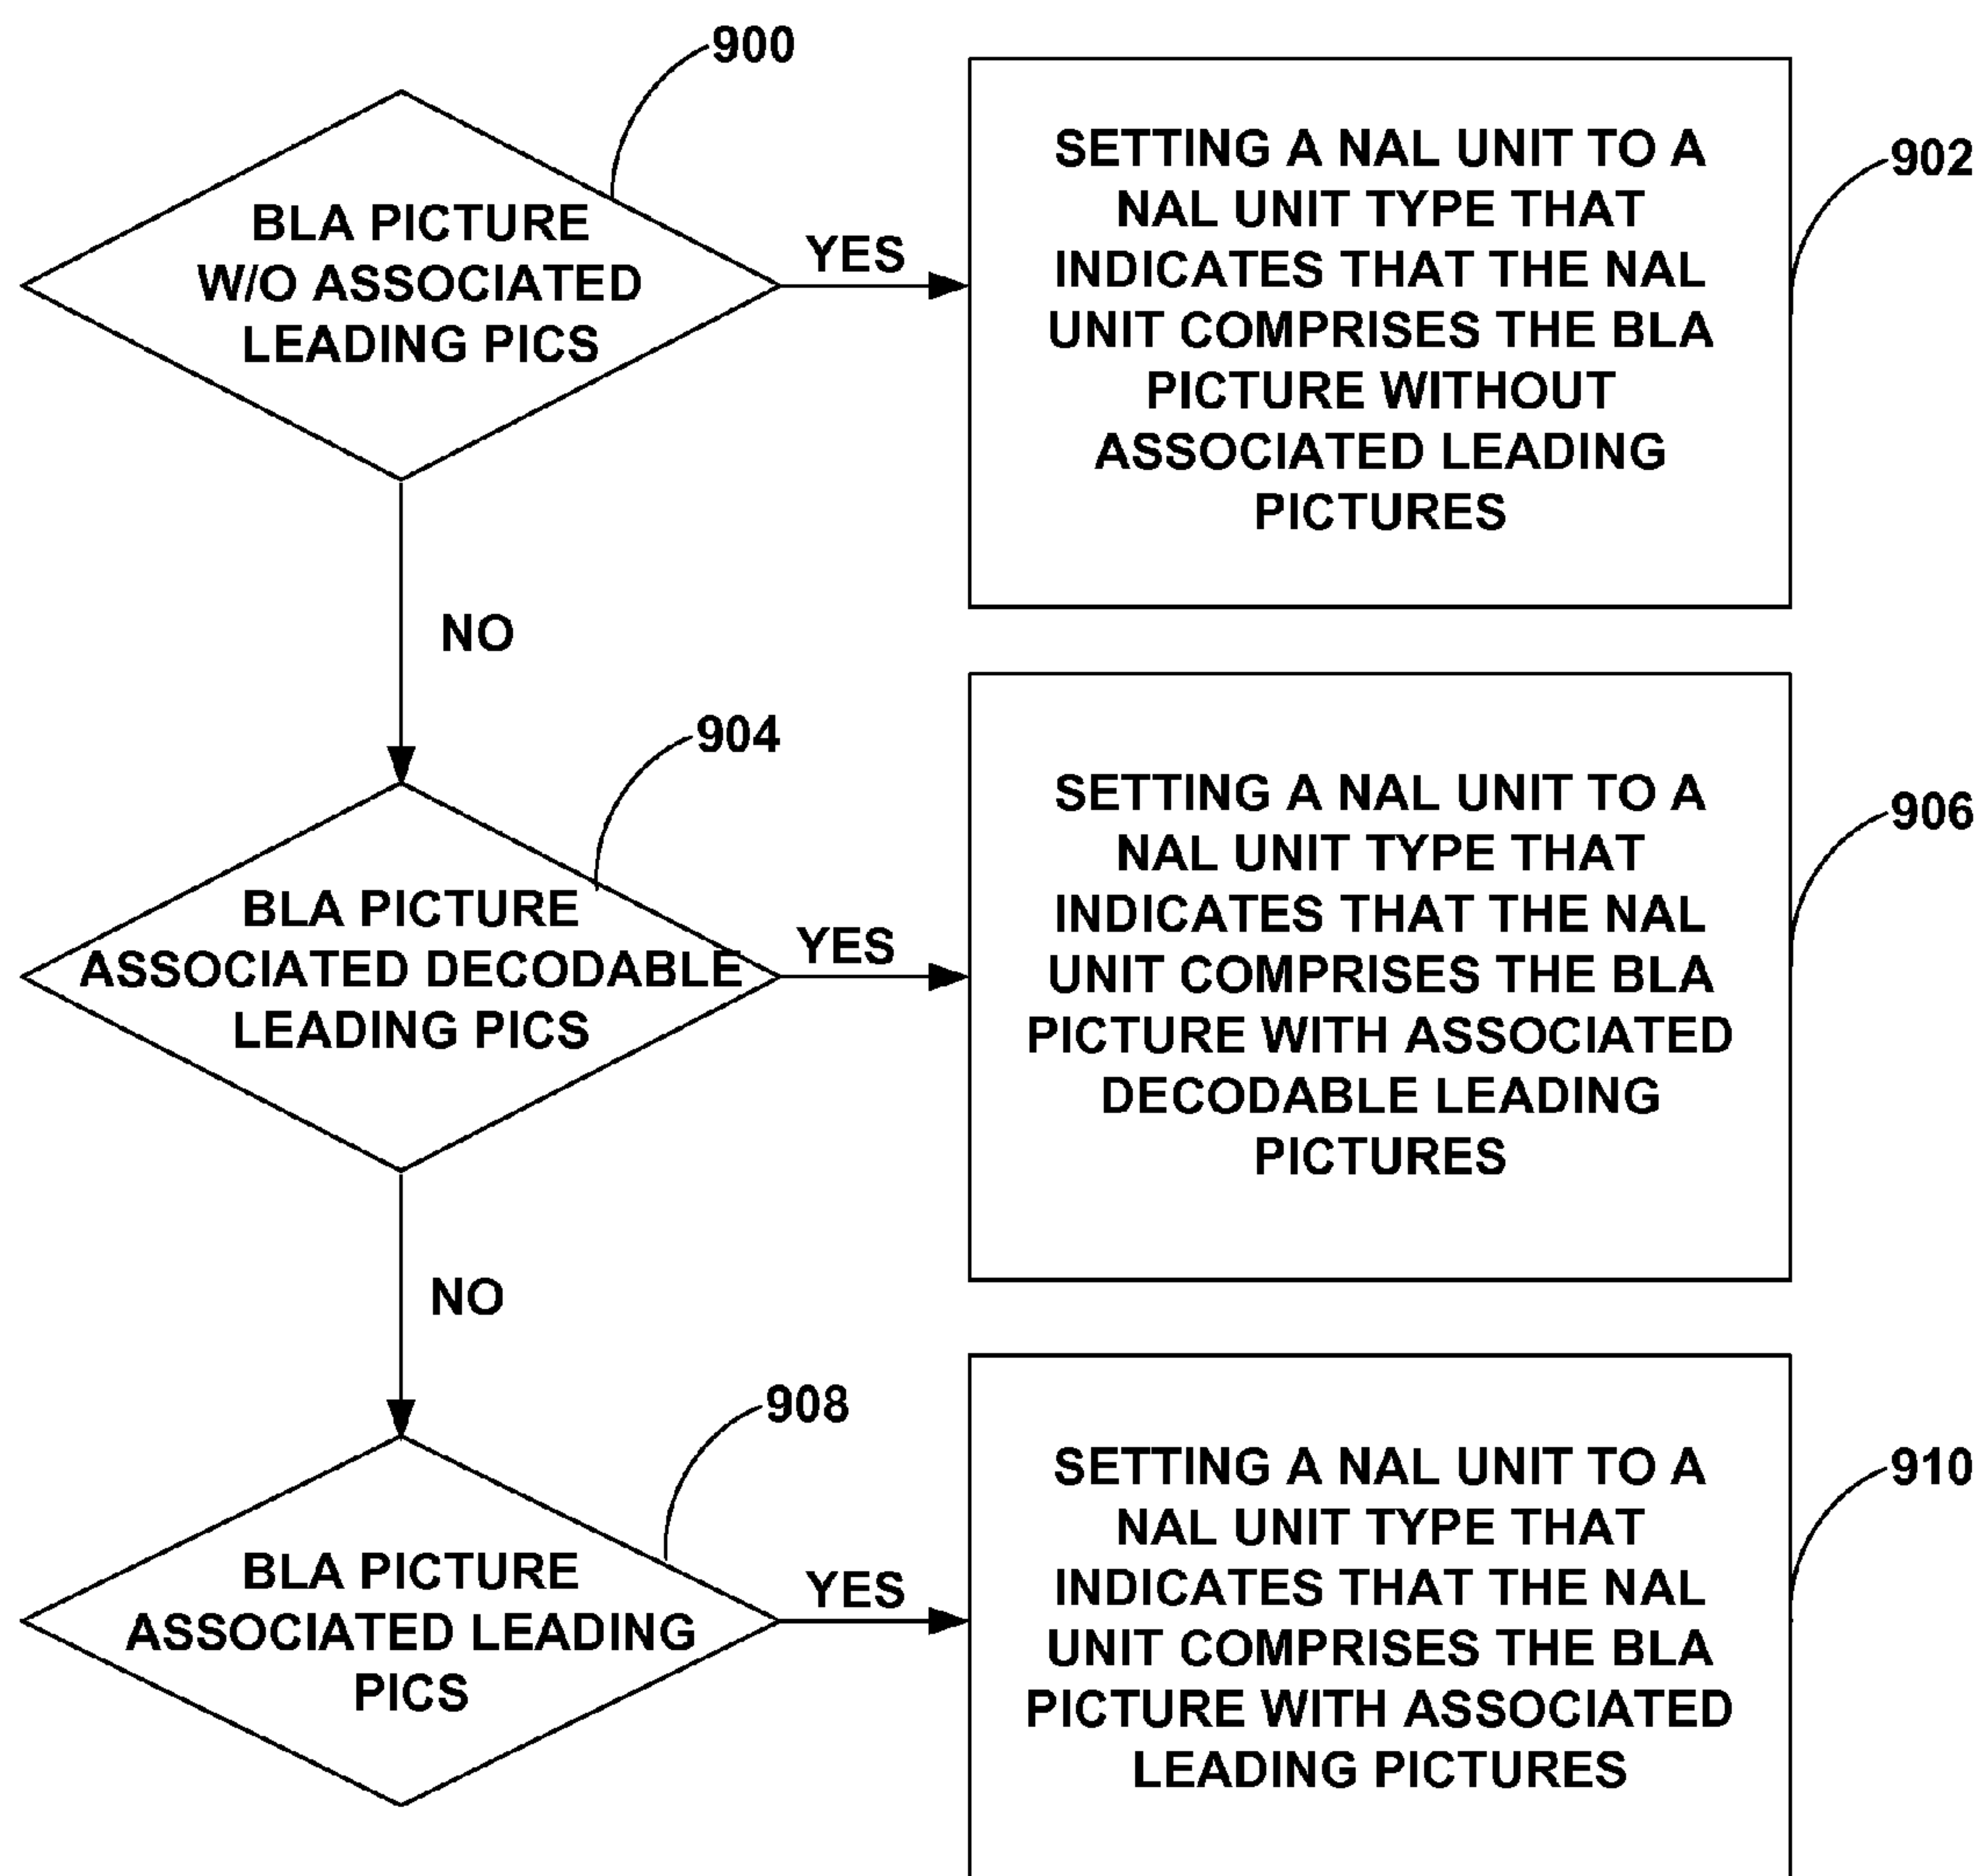 900
BLA PICTURE
W/O ASSOCIATED
LEADING PICS
YES
SETTING A NAL UNIT TO A
NAL UNIT TYPE THAT
INDICATES THAT THE NAL
UNIT COMPRISES THE BLA
PICTURE WITHOUT
ASSOCIATED LEADING
PICTURES
902
NO
904
BLA PICTURE
ASSOCIATED DECODABLE
LEADING PICS
YES
SETTING A NAL UNIT TO A
NAL UNIT TYPE THAT
INDICATES THAT THE NAL
UNIT COMPRISES THE BLA
PICTURE WITH ASSOCIATED
DECODABLE LEADING
PICTURES
906
NO
908
BLA PICTURE
ASSOCIATED LEADING
PICS
YES
SETTING A NAL UNIT TO A
NAL UNIT TYPE THAT
INDICATES THAT THE NAL
UNIT COMPRISES THE BLA
PICTURE WITH ASSOCIATED
LEADING PICTURES
910